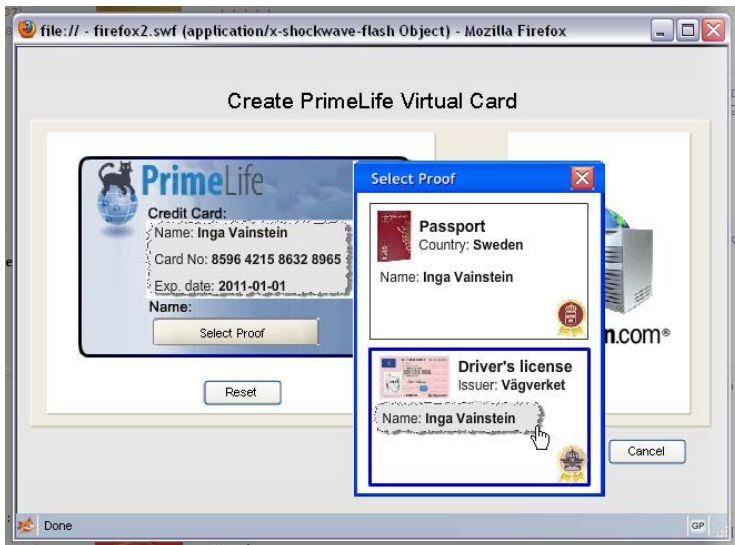 file:// - firefox2.swf (application/x-shockwave-flash Object) - Mozilla Firefox
Create PrimeLife Virtual Card
PrimeLife
Credit Card:
Name: Inga Vainstein
Card No: 8596 4215 8632 8965
Exp. date: 2011-01-01
Name:
Select Proof
Reset
Select Proof
Passport
Country: Sweden
Name: Inga Vainstein
Driver's license
Issuer: Vägverket
Name: Inga Vainstein
n.com®
Cancel
Done
GP